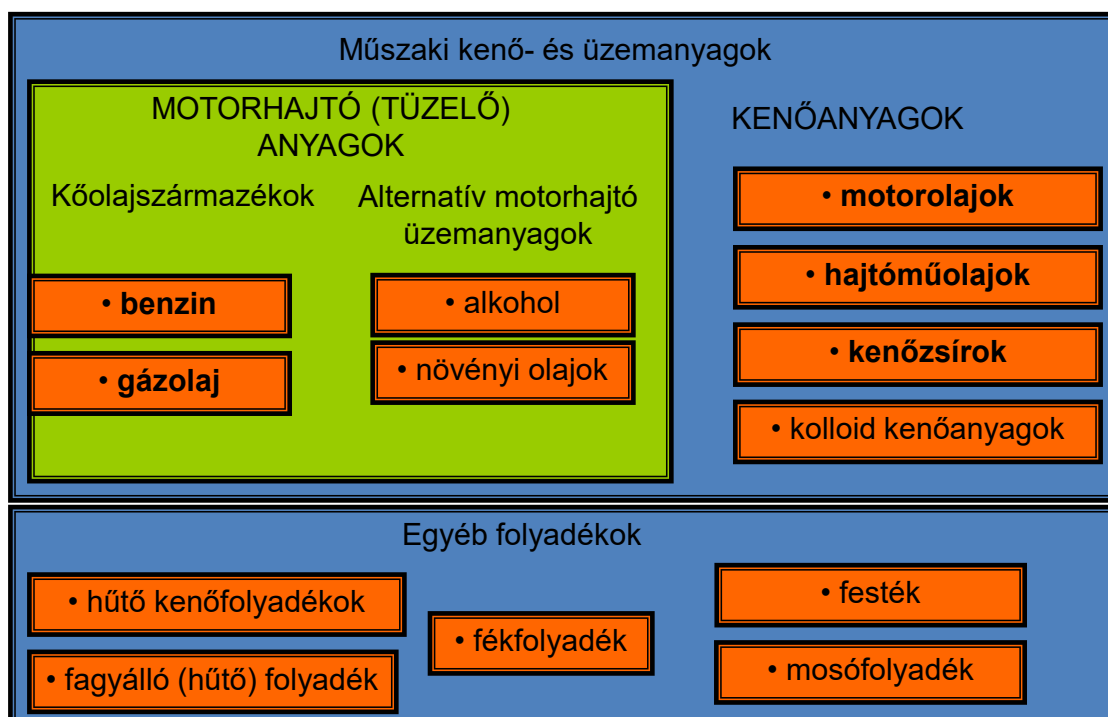 Műszaki kenő- és üzemanyagok
MOTORHAJTÓ (TÜZELŐ)
ANYAGOK
Kőolajszármazékok
• benzin
• gázolaj
Alternatív motorhajtó
üzemanyagok
• alkohol
• növényi olajok
KENŐANYAGOK
• motorolajok
• hajtóműolajok
• kenőzsírok
• kolloid kenőanyagok
Egyéb folyadékok
• hűtő kenőfolyadékok
• fagyálló (hűtő) folyadék
• fékfolyadék
• festék
• mosófolyadék